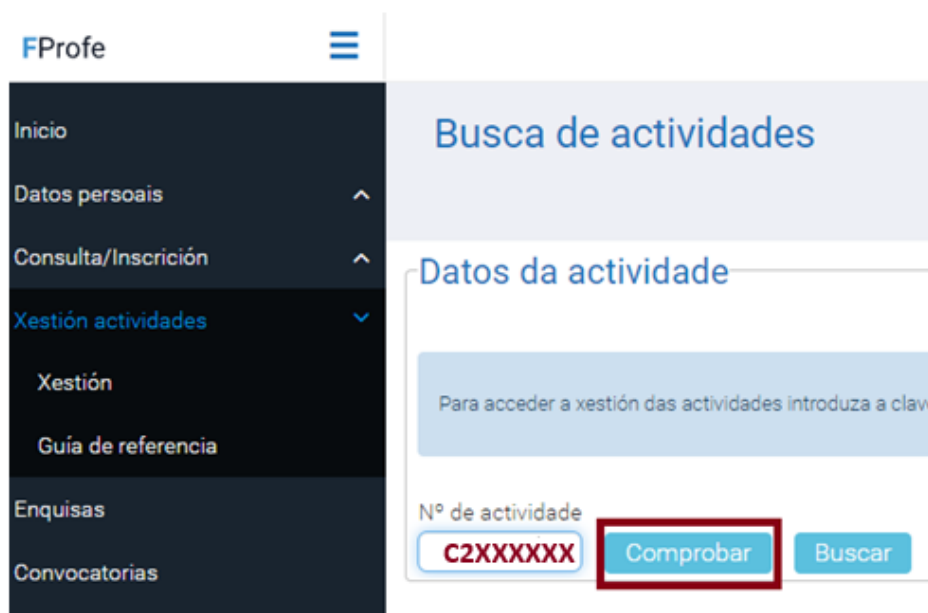 FProfe
Inicio
Datos persoais
Consulta/Inscrición
Xestión actividades
Xestión
Guía de referencia
Enquisas
Convocatorias
Busca de actividades
Datos da actividade
Para acceder a xestión das actividades introduza a
Nº de actividade
C2XXXXXX
Comprobar
Buscar